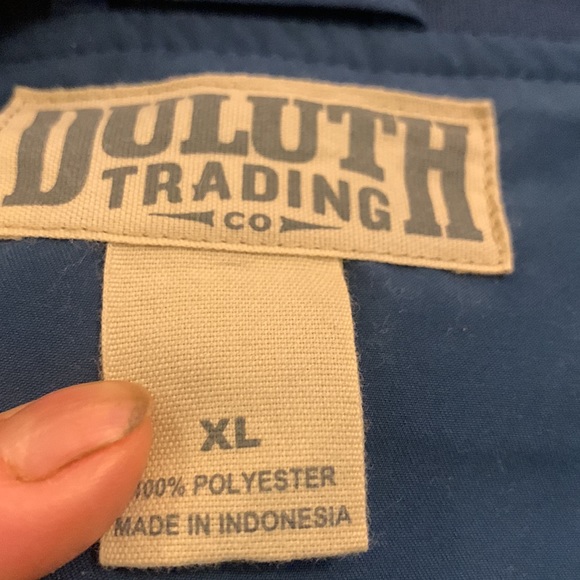 DULUTH
TRADING
CO
XL
100% POLYESTER
MADE IN INDONESIA